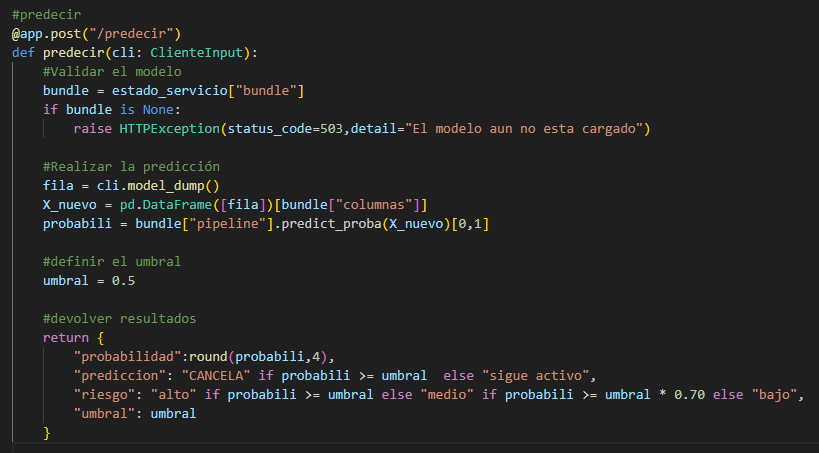 #predecir
@app.post("/predecir")
def predecir(cli: ClienteInput):
    #Validar el modelo
    bundle = estado_servicio["bundle"]
    if bundle is None:
        raise HTTPException(status_code=503,detail="El modelo aun no esta cargado")
    #Realizar la predicción
    fila = cli.model_dump()
    X_nuevo = pd.DataFrame([fila])[bundle["columnas"]]
    probabili = bundle["pipeline"].predict_proba(X_nuevo)[0,1]
    #definir el umbral
    umbral = 0.5
    #devolver resultados
    return {
        "probabilidad":round(probabili,4),
        "prediccion": "CANCELA" if probabili >= umbral  else "sigue activo",
        "riesgo": "alto" if probabili >= umbral else "medio" if probabili >= umbral * 0.70 else "bajo",
        "umbral": umbral
    }